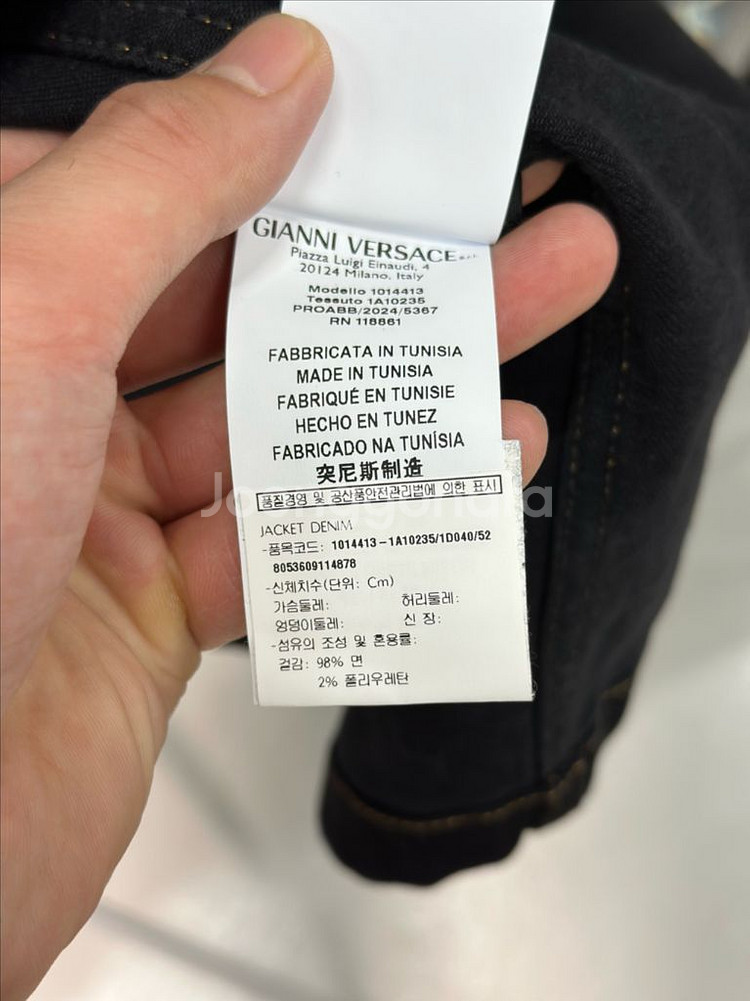 GIANNI VERSACE s.r.l.
Piazza Luigi Einaudi, 4
20124 Milano, Italy
Modello 1014413
Tessuto 1A10235
PROABB/2024/5367
RN 118861
FABBRICATA IN TUNISIA
MADE IN TUNISIA
FABRIQUÉ EN TUNISIE
HECHO EN TUNEZ
FABRICADO NA TUNÍSIA
突尼斯制造
품질경영 및 공산품안전관리법에 의한 표시
JACKET DENIM
-품목코드: 1014413-1A10235/1D040/52
8053609114878
-신체치수(단위: Cm)
가슴둘레: 허리둘레:
엉덩이둘레: 신 장:
-섬유의 조성 및 혼용률:
겉감: 98% 면
2% 폴리우레탄